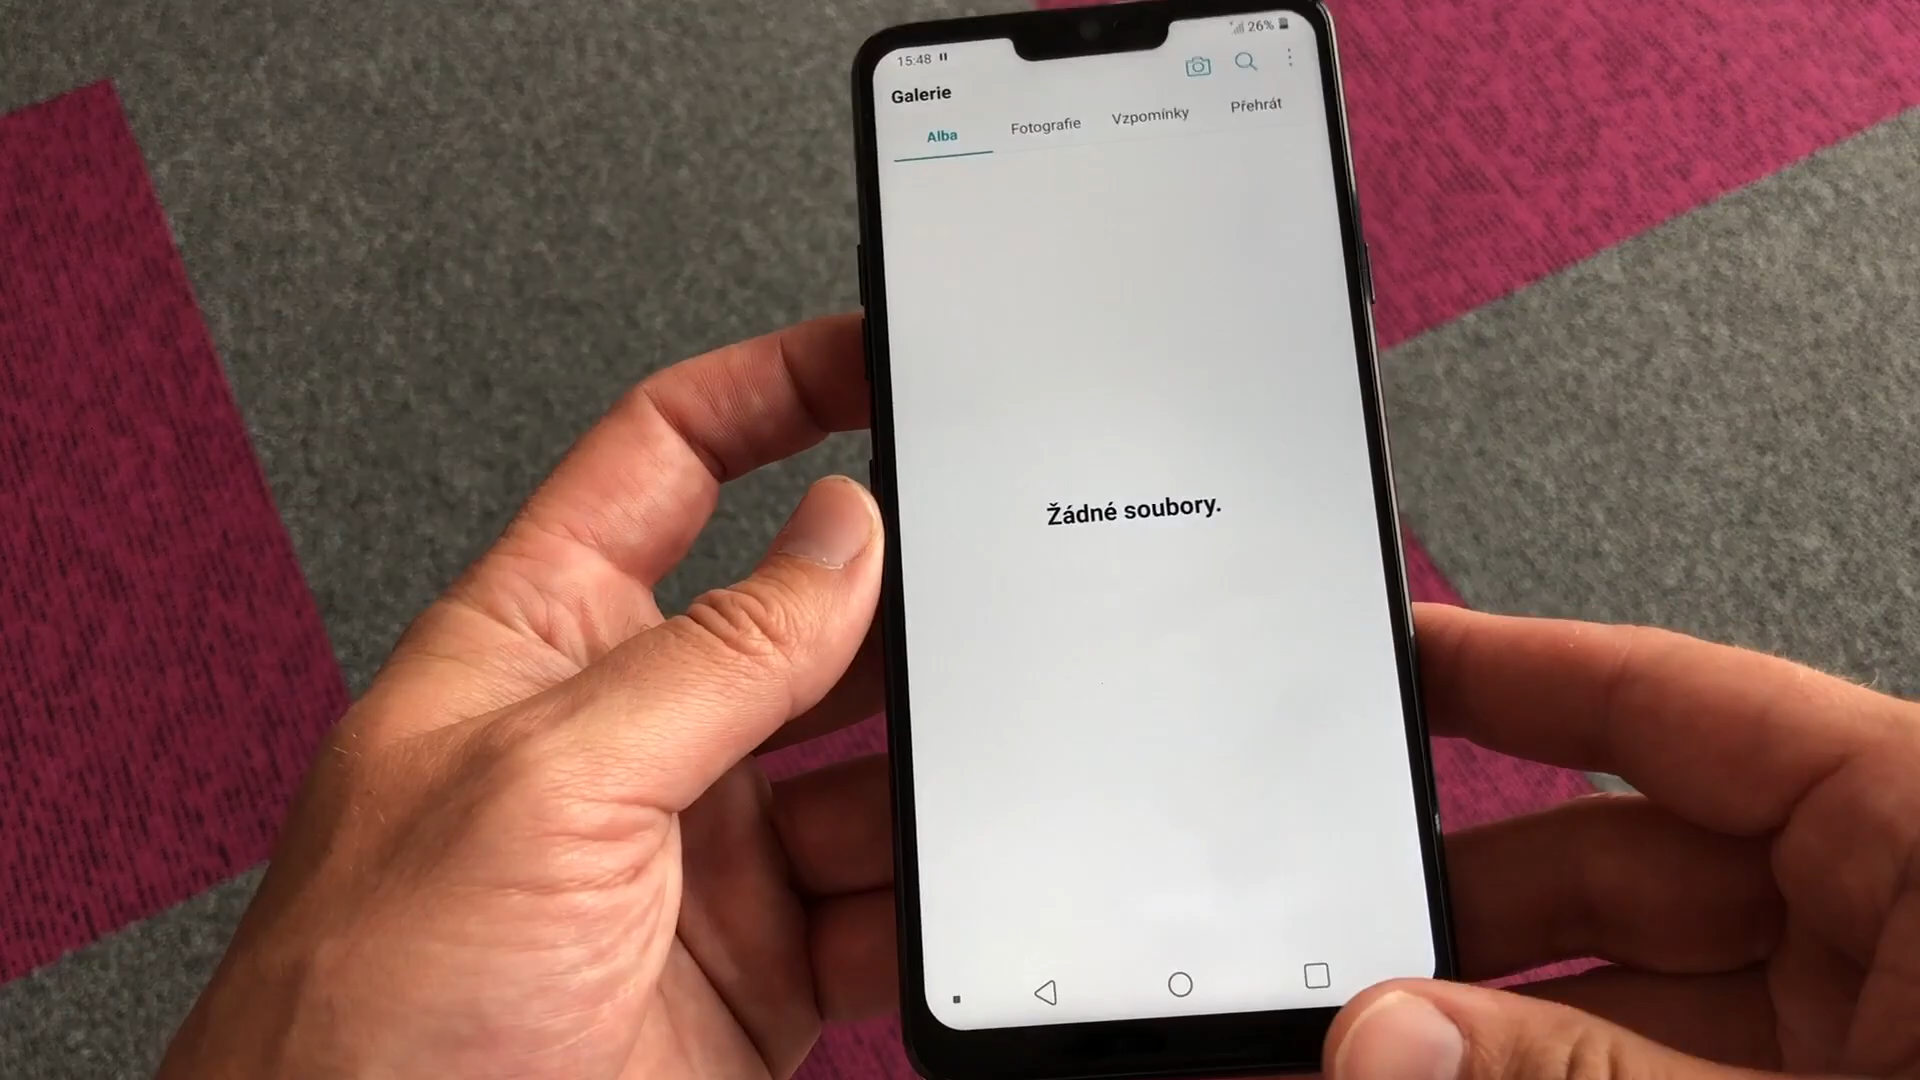 15:48
26%
Galerie
Alba
Fotografie
Vzpomínky
Přehrát
Žádné soubory.